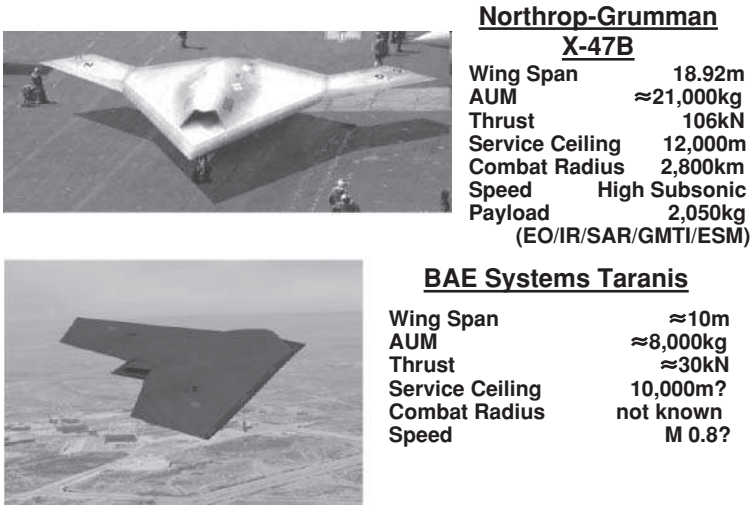 Northrop-Grumman
X-47B
Wing Span 18.92m
AUM ≈21,000kg
Thrust 106kN
Service Ceiling 12,000m
Combat Radius 2,800km
Speed High Subsonic
Payload 2,050kg
(EO/IR/SAR/GMTI/ESM)
BAE Systems Taranis
Wing Span ≈10m
AUM ≈8,000kg
Thrust ≈30kN
Service Ceiling 10,000m?
Combat Radius not known
Speed M 0.8?